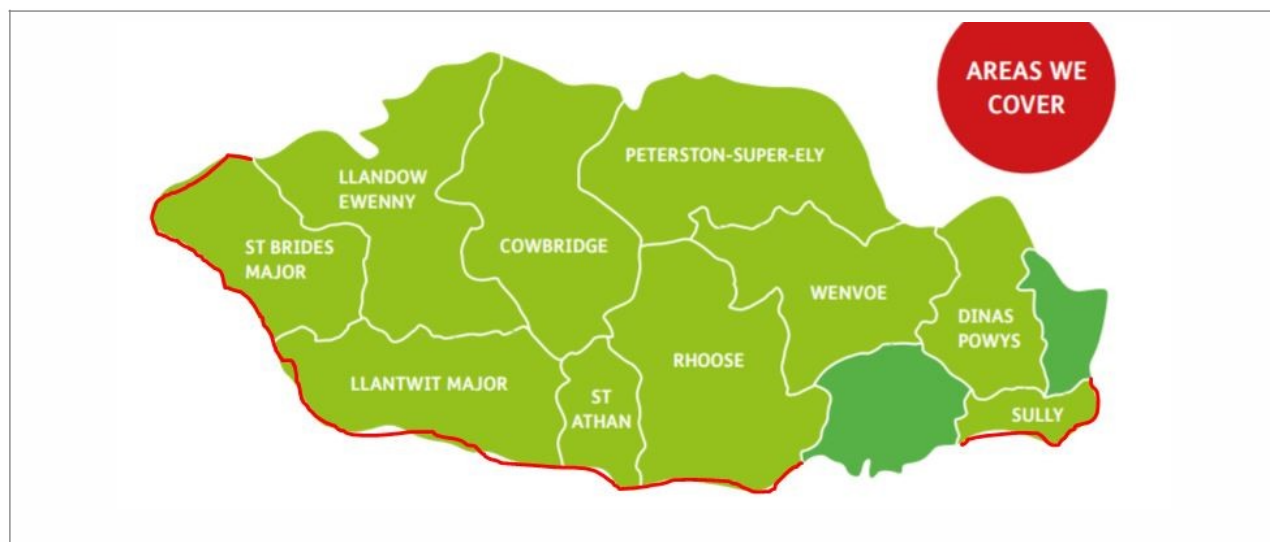 AREAS WE
COVER
PETERSTON-SUPER-ELY
LLANDOW
EWENNY
ST BRIDES
MAJOR
COWBRIDGE
WENVOE
DINAS
POWYS
RHOOSE
LLANTWIT MAJOR
ST
ATHAN
SULLY